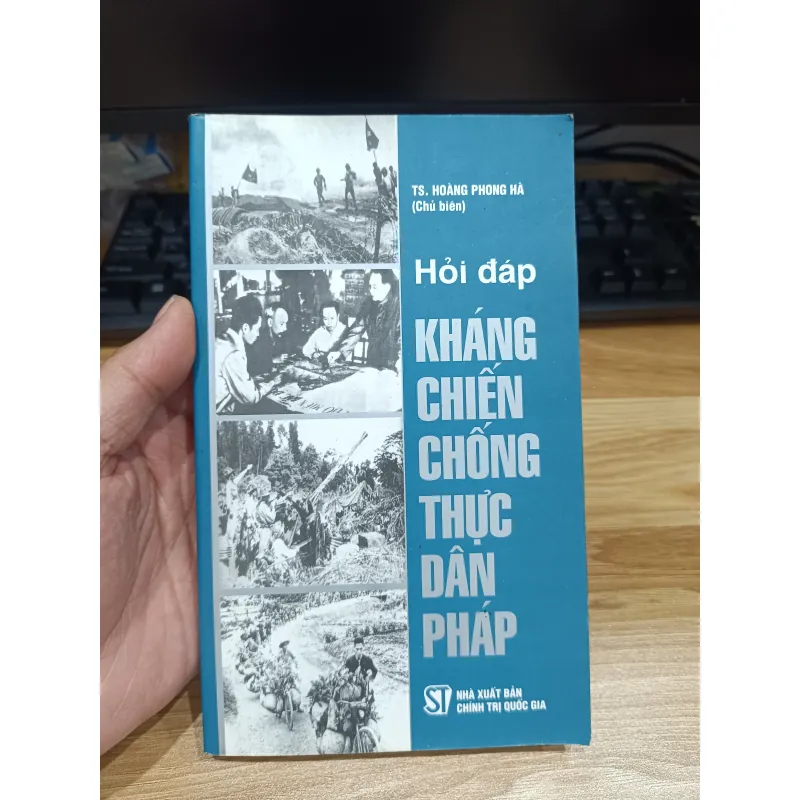 TS. HOÀNG PHONG HÀ
(Chủ biên)
Hỏi đáp
KHÁNG
CHIẾN
CHỐNG
THỰC
DÂN
PHÁP
ST
NHÀ XUẤT BẢN
CHÍNH TRỊ QUỐC GIA